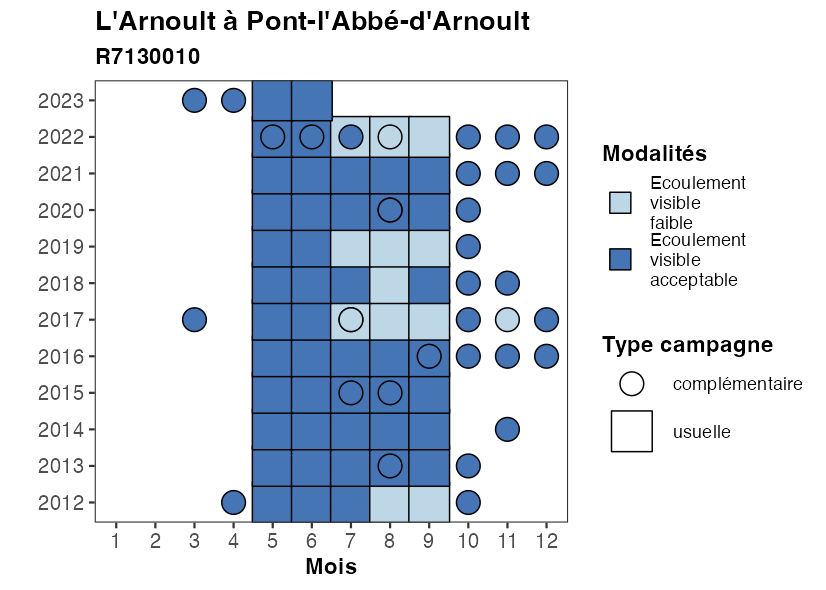 L'Arnoult à Pont-l'Abbé-d'Arnoult
R7130010
2023
2022
2021
2020
2019
2018
2017
2016
2015
2014
2013
2012
1 2 3 4 5 6 7 8 9 10 11 12
Mois
Modalités
Ecoulement
visible
faible
Ecoulement
visible
acceptable
Type campagne
complémentaire
usuelle